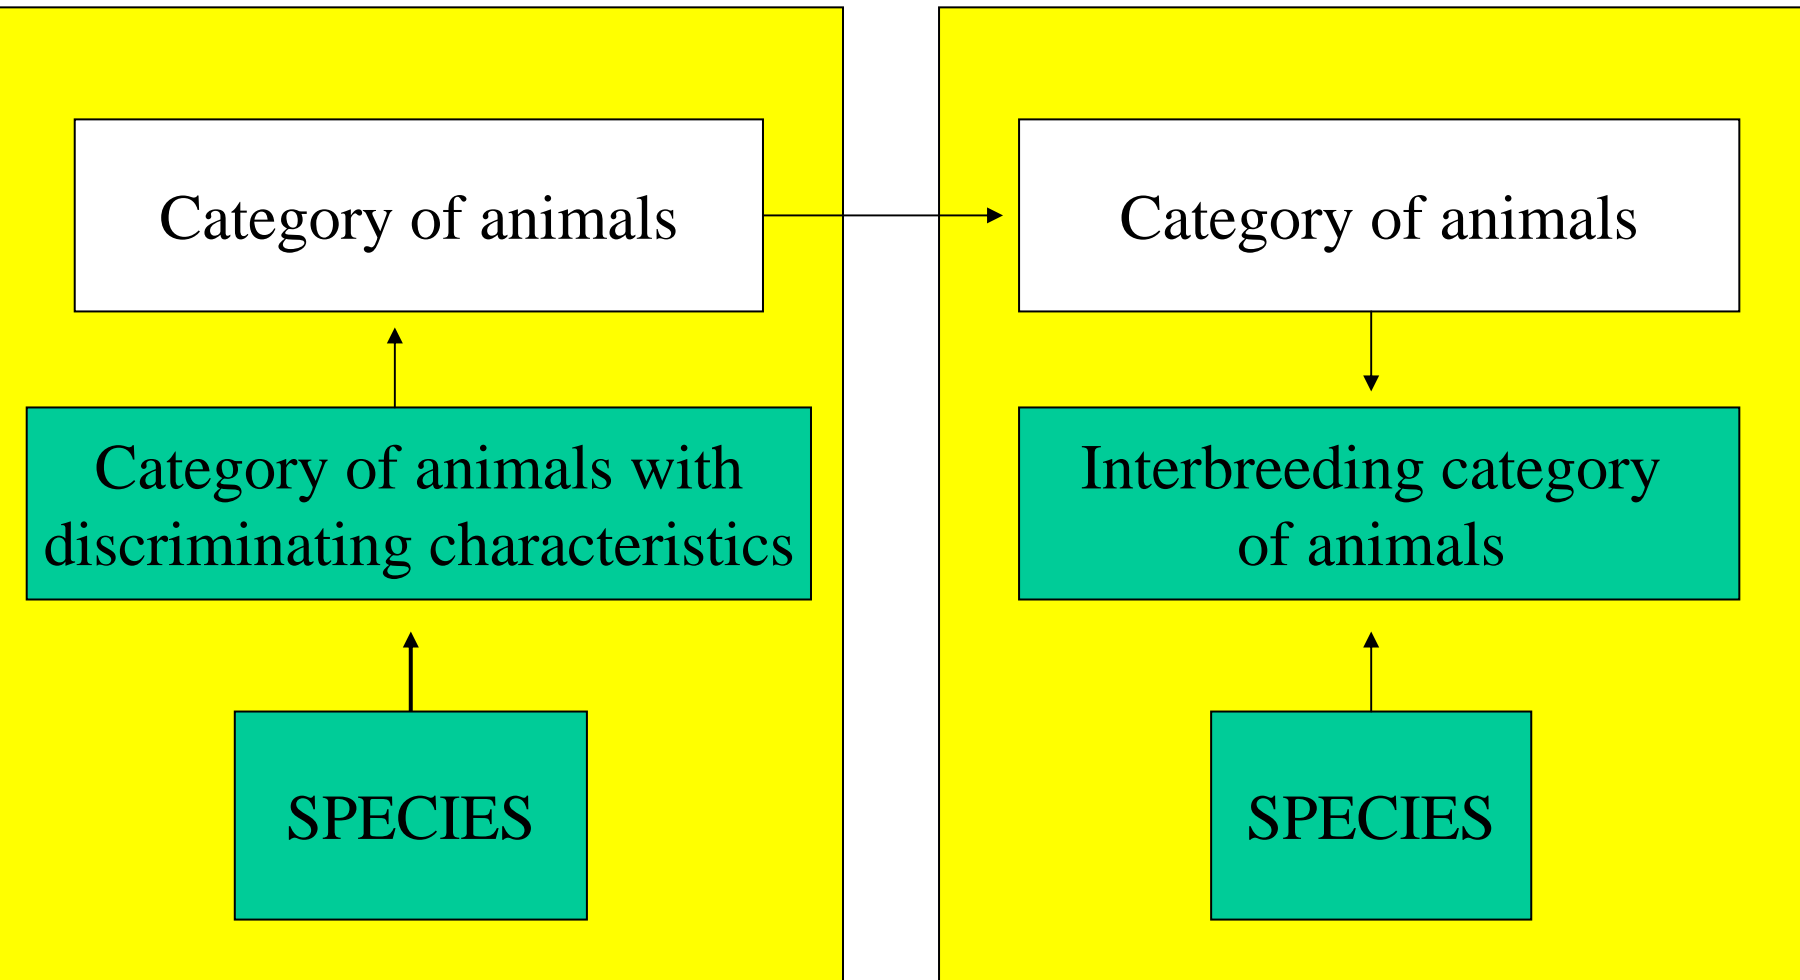 Category of animals
Category of animals with
discriminating characteristics
SPECIES
Category of animals
Interbreeding category
of animals
SPECIES